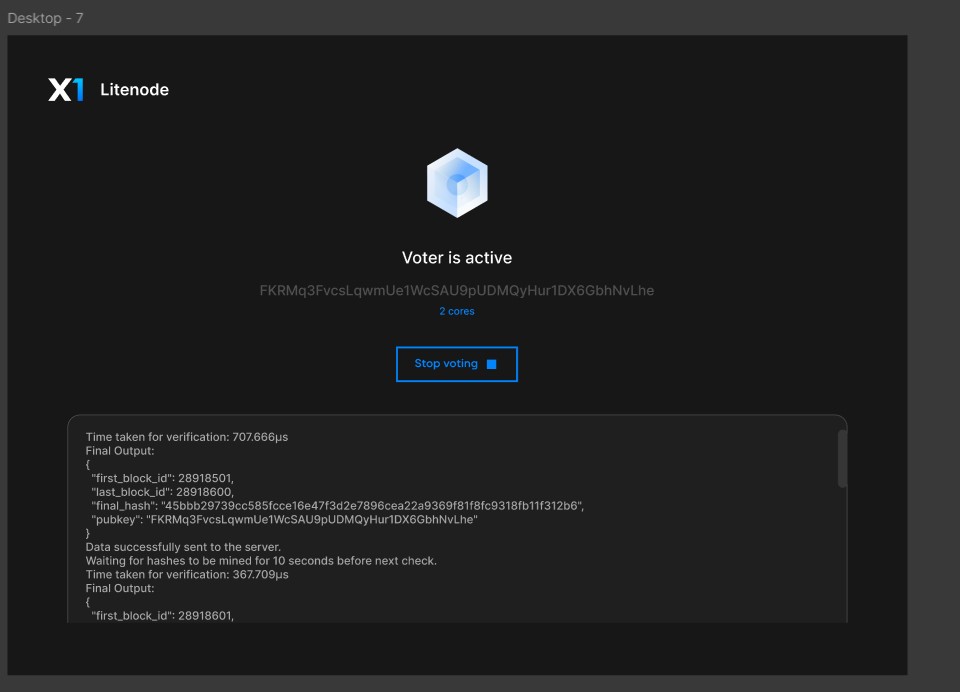 Desktop - 7
X1 Litenode
Voter is active
FKRMq3FvcsLqwmUe1WcSAU9pUDMQyHur1DX6GbhNvLhe
2 cores
Stop voting
Time taken for verification: 707.666µs
Final Output:
{
"first_block_id": 28918501,
"last_block_id": 28918600,
"final_hash": "45bbb29739cc585fcce16e47f3d2e7896cea22a9369f81f8fc9318fb11f312b6",
"pubkey": "FKRMq3FvcsLqwmUe1WcSAU9pUDMQyHur1DX6GbhNvLhe"
}
Data successfully sent to the server.
Waiting for hashes to be mined for 10 seconds before next check.
Time taken for verification: 367.709µs
Final Output:
{
"first_block_id": 28918601,